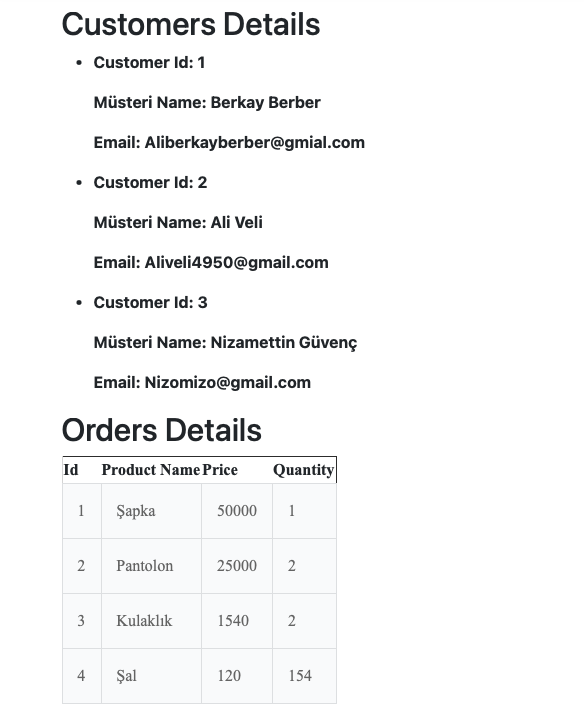 Customers Details
• Customer Id: 1
Müsteri Name: Berkay Berber
Email: Aliberkayberber@gmial.com
• Customer Id: 2
Müsteri Name: Ali Veli
Email: Aliveli4950@gmail.com
• Customer Id: 3
Müsteri Name: Nizamettin Güvenç
Email: Nizomizo@gmail.com
Orders Details
Id Product Name Price Quantity
1 Şapka 50000 1
2 Pantolon 25000 2
3 Kulaklık 1540 2
4 Şal 120 154